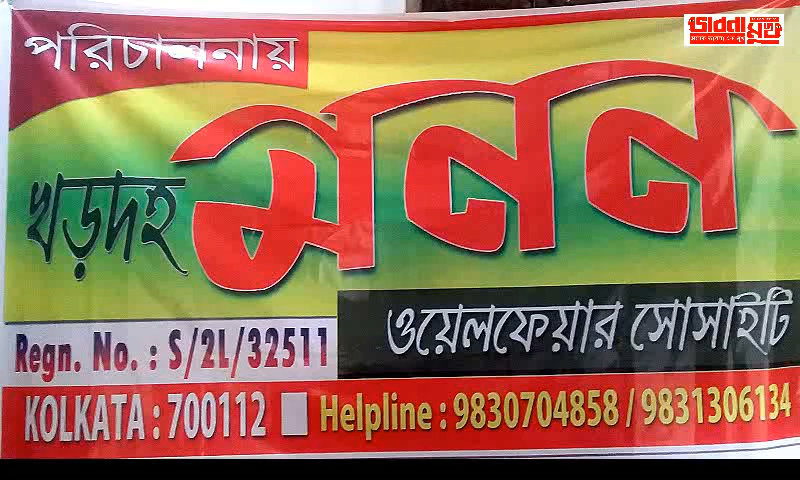 পরিচালনায়
খড়দহ মনন
ওয়েলফেয়ার সোসাইটি
Regn. No. : S/2L/32511
KOLKATA : 700112 Helpline : 9830704858 / 9831306134